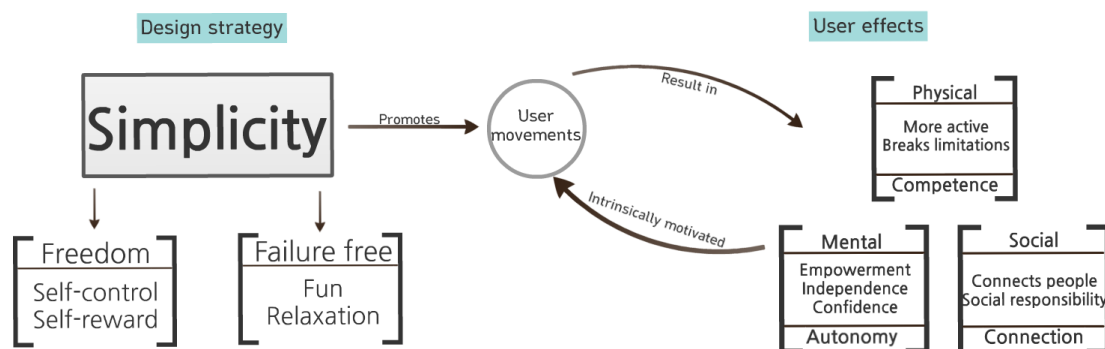 Design strategy
Simplicity
Freedom
Self-control
Self-reward
Failure free
Fun
Relaxation
Promotes
User
movements
Result in
Intrinsically motivated
User effects
Physical
More active
Breaks limitations
Competence
Mental
Empowerment
Independence
Confidence
Autonomy
Social
Connects people
Social responsibility
Connection